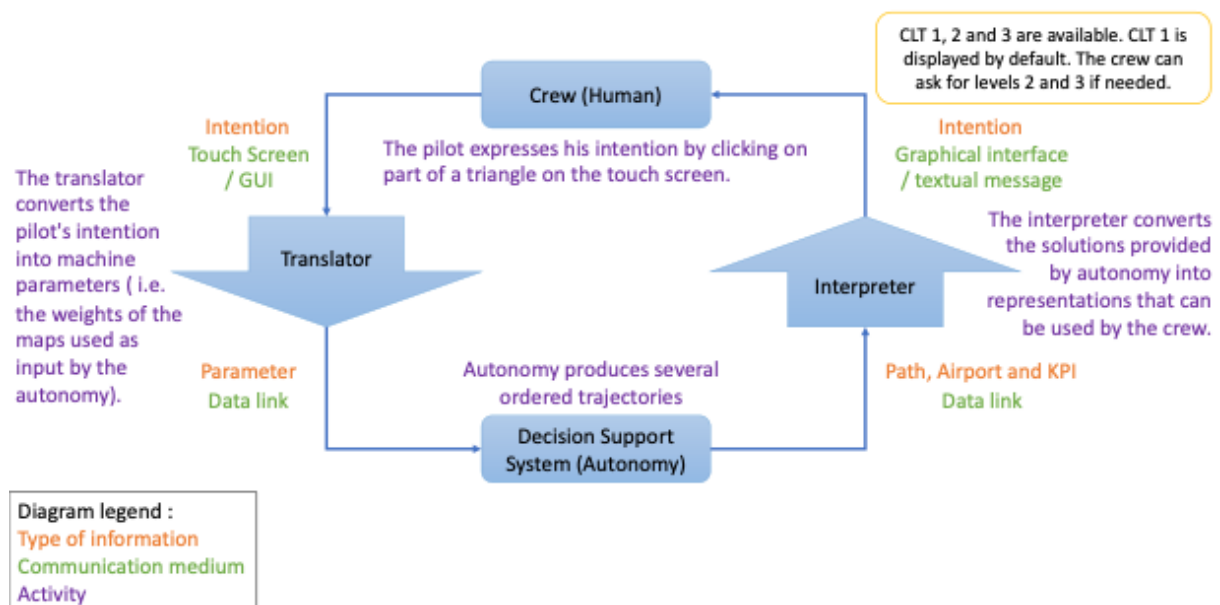 CLT 1, 2 and 3 are available. CLT 1 is
displayed by default. The crew can
ask for levels 2 and 3 if needed.
Crew (Human)
Intention
Touch Screen
/ GUI
The pilot expresses his intention by clicking on
part of a triangle on the touch screen.
Intention
Graphical interface
/ textual message
The translator
converts the
pilot's intention
into machine
parameters ( i.e.
the weights of the
maps used as
input by the
autonomy).
Translator
Interpreter
The interpreter converts
the solutions provided
by autonomy into
representations that can
be used by the crew.
Parameter
Data link
Autonomy produces several
ordered trajectories
Path, Airport and KPI
Data link
Decision Support
System (Autonomy)
Diagram legend :
Type of information
Communication medium
Activity